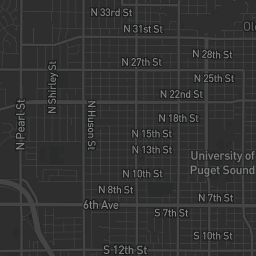 N 33rd St
N 31st St
Ol
N 28th St
N 27th St
N 25th St
N Shirley St
N 22nd St
N Pearl St
N Huson St
N 18th St
N 15th St
N 13th St
University of
Puget Sound
N 10th St
N 8th St
N 7th St
6th Ave
S 7th St
S 10th St
S 12th St